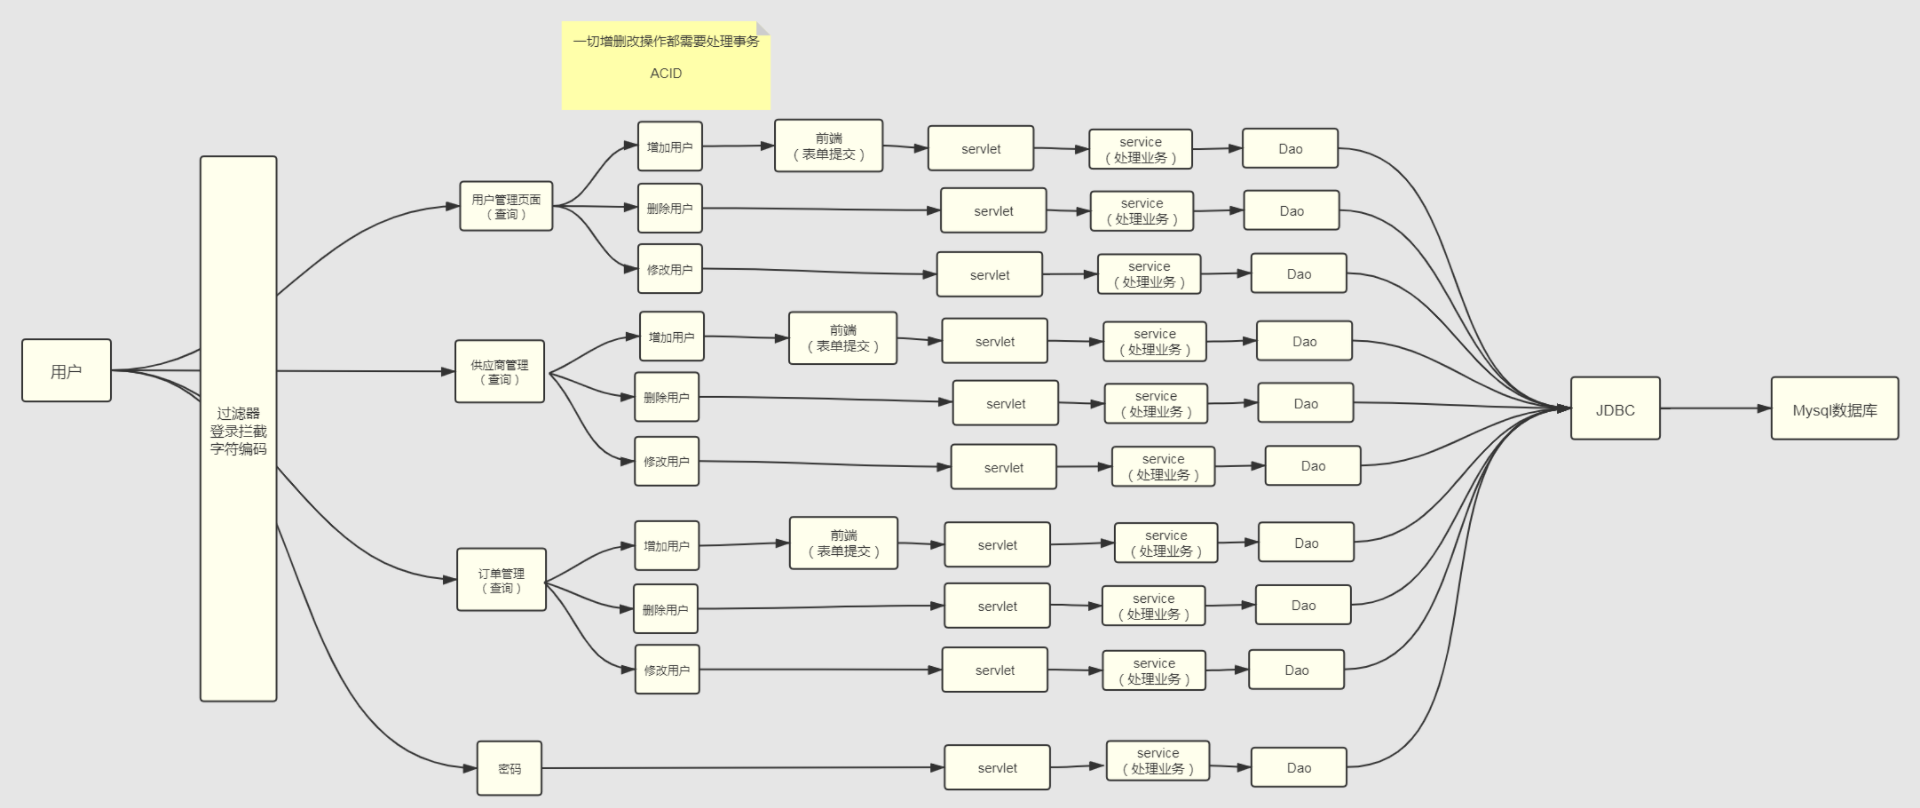 一切增删改操作都需要处理事务
ACID
用户
过滤器
登录拦截
字符编码
用户管理页面
（查询）
增加用户
前端
（表单提交）
servlet
service
（处理业务）
Dao
删除用户
servlet
service
（处理业务）
Dao
修改用户
servlet
service
（处理业务）
Dao
供应商管理
（查询）
增加用户
前端
（表单提交）
servlet
service
（处理业务）
Dao
删除用户
servlet
service
（处理业务）
Dao
修改用户
servlet
service
（处理业务）
Dao
订单管理
（查询）
增加用户
前端
（表单提交）
servlet
service
（处理业务）
Dao
删除用户
servlet
service
（处理业务）
Dao
修改用户
servlet
service
（处理业务）
Dao
密码
servlet
service
（处理业务）
Dao
JDBC
Mysql数据库